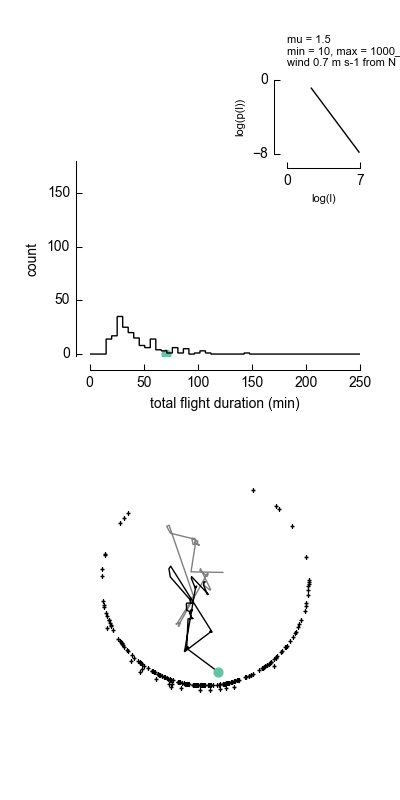 mu = 1.5
min = 10, max = 1000_
wind 0.7 m s-1 from N
0
log(p(l))
−8
0
7
log(l)
150
100
50
0
count
0
50
100
150
200
250
total flight duration (min)